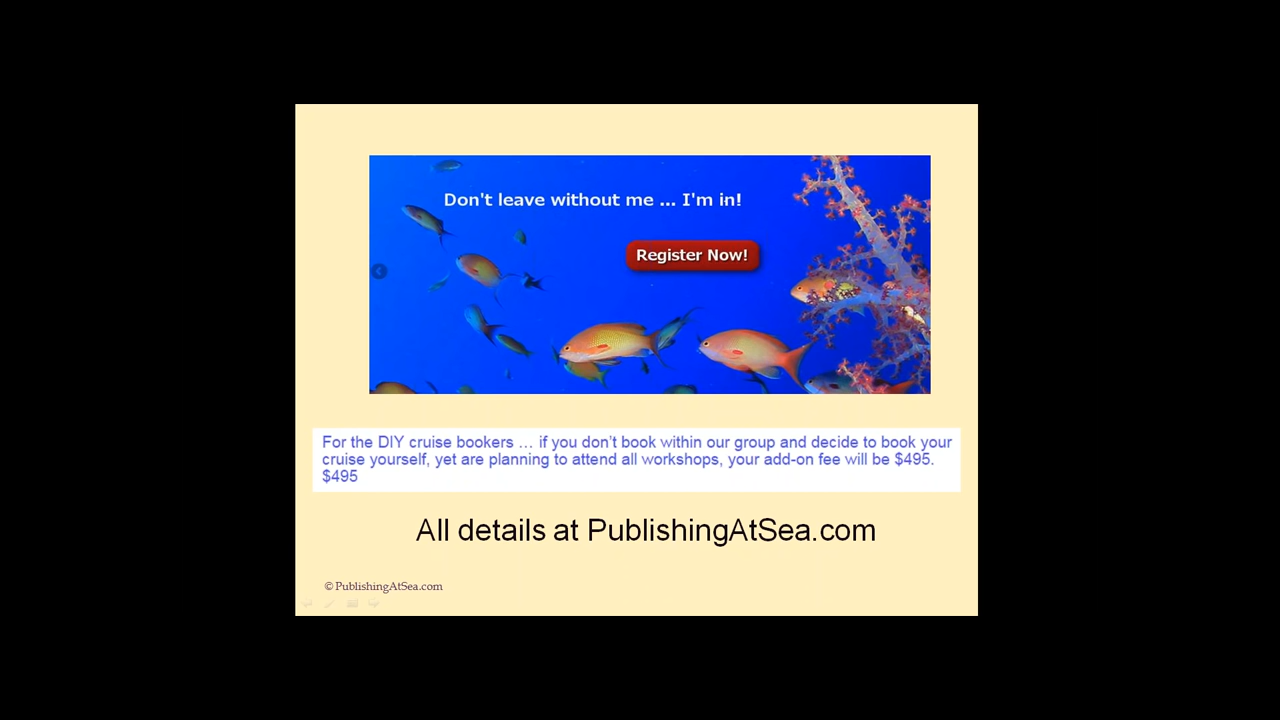 Don't leave without me ... I'm in!
Register Now!
For the DIY cruise bookers … if you don’t book within our group and decide to book your
cruise yourself, yet are planning to attend all workshops, your add-on fee will be $495.
$495
All details at PublishingAtSea.com
© PublishingAtSea.com